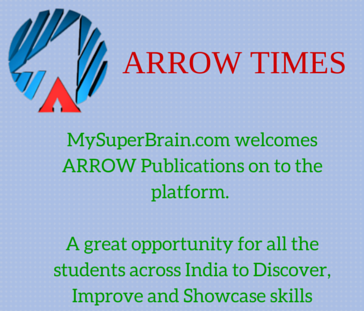 ARROW TIMES
MySuperBrain.com welcomes
ARROW Publications on to the
platform.
A great opportunity for all the
students across India to Discover,
Improve and Showcase skills